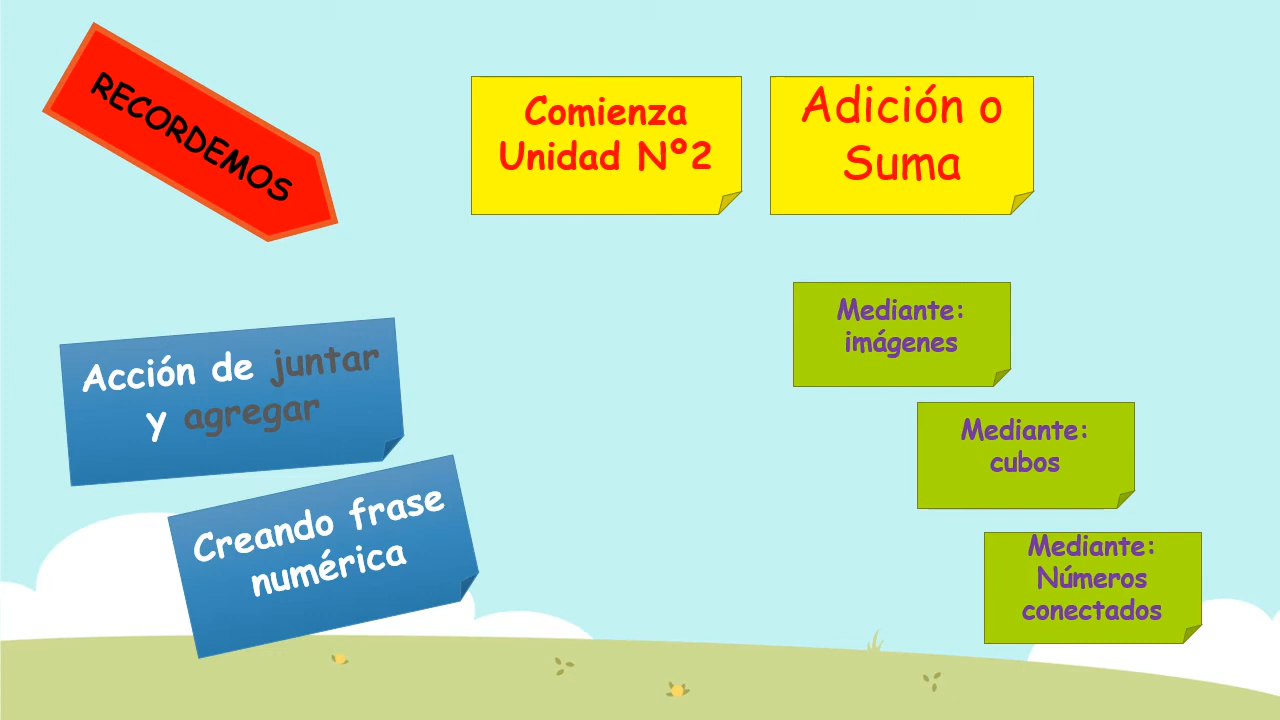 RECORDEMOS
Comienza
Unidad Nº2
Adición o
Suma
Mediante:
imágenes
Acción de juntar
y agregar
Mediante:
cubos
Creando frase
numérica
Mediante:
Números
conectados